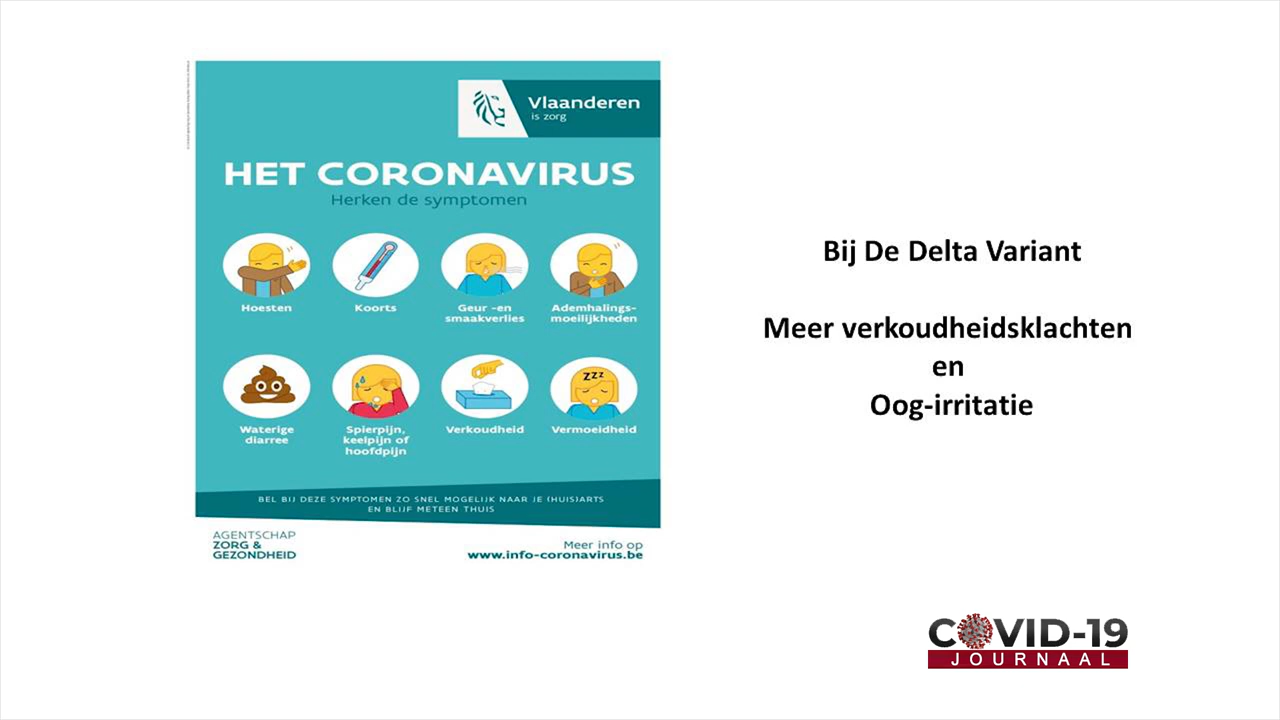 Vlaanderen
is zorg
HET CORONAVIRUS
Herken de symptomen
Hoesten
Koorts
Geur -en
smaakverlies
Ademhalings-
moeilijkheden
ZZZ
Waterige
diarree
Spierpijn,
keelpijn of
hoofdpijn
Verkoudheid
Vermoeidheid
BEL BIJ DEZE SYMPTOMEN ZO SNEL MOGELIJK NAAR JE (HUIS)ARTS
EN BLIJF METEEN THUIS
AGENTSCHAP
ZORG &
GEZONDHEID
Meer info op
www.info-coronavirus.be
Bij De Delta Variant
Meer verkoudheidsklachten
en
Oog-irritatie
COVID-19
JOURNAAL